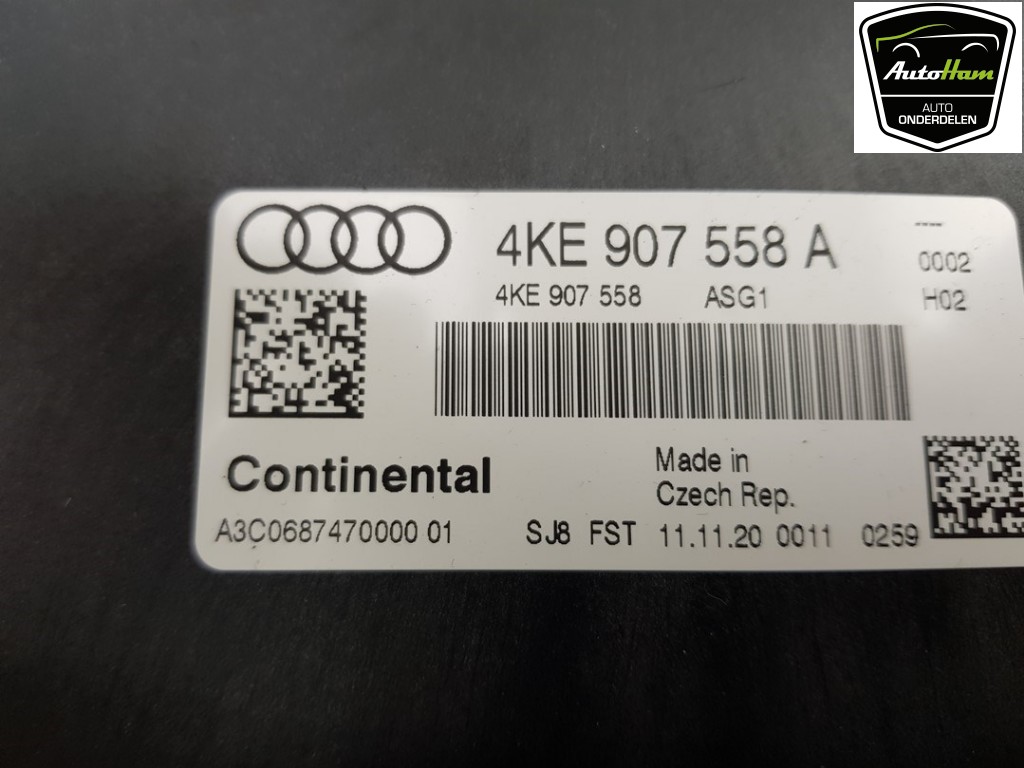 AutoHam
AUTO
ONDERDELEN
4KE 907 558 A ----
0002
4KE 907 558 ASG1 H02
Continental
Made in
Czech Rep.
A3C0687470000 01 SJ8 FST 11.11.20 0011 0259